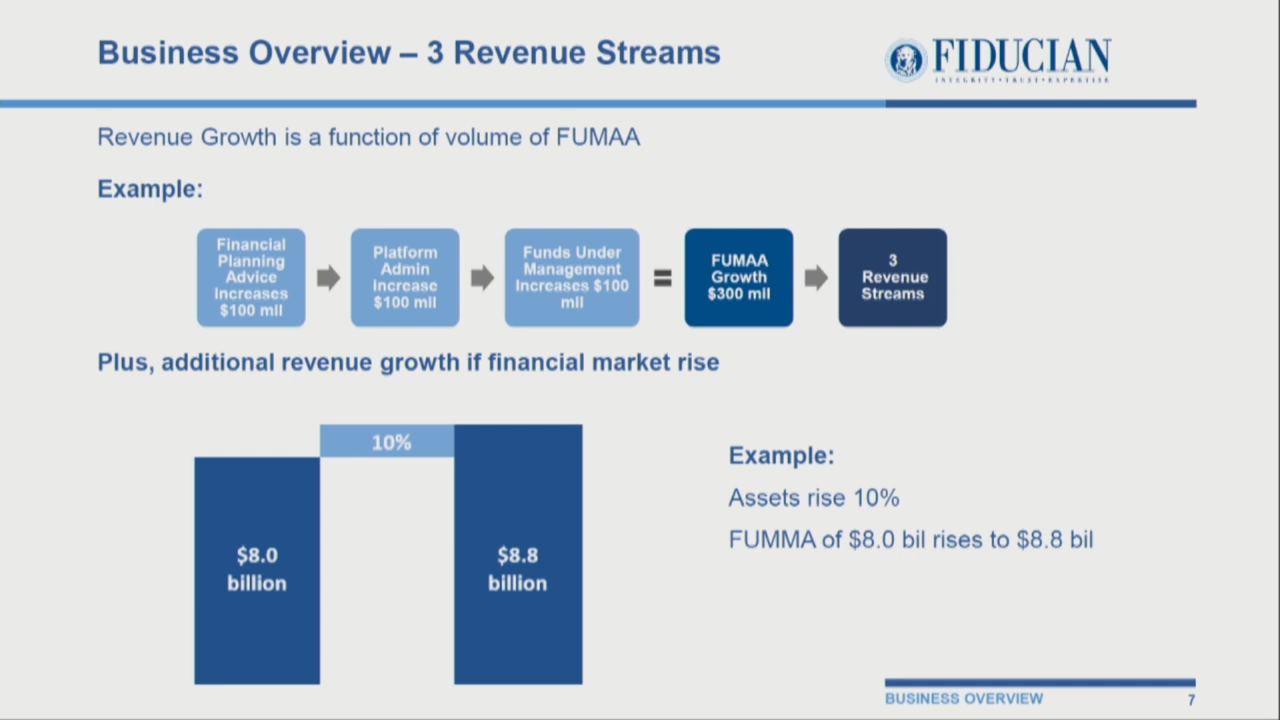 Business Overview – 3 Revenue Streams
FIDUCIAN
INTEGRITY • TRUST • EXPERTISE
Revenue Growth is a function of volume of FUMAA
Example:
Financial
Planning
Advice
Increases
$100 mil
Platform
Admin
Increase
$100 mil
Funds Under
Management
Increases $100
mil
=
FUMAA
Growth
$300 mil
3
Revenue
Streams
Plus, additional revenue growth if financial market rise
10%
$8.0
billion
$8.8
billion
Example:
Assets rise 10%
FUMMA of $8.0 bil rises to $8.8 bil
BUSINESS OVERVIEW
7